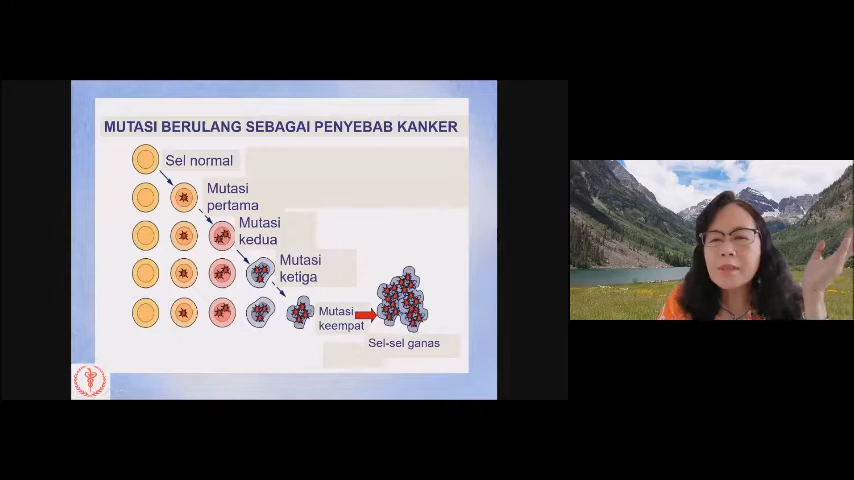 MUTASI BERULANG SEBAGAI PENYEBAB KANKER
Sel normal
Mutasi
pertama
Mutasi
kedua
Mutasi
ketiga
Mutasi
keempat
Sel-sel ganas